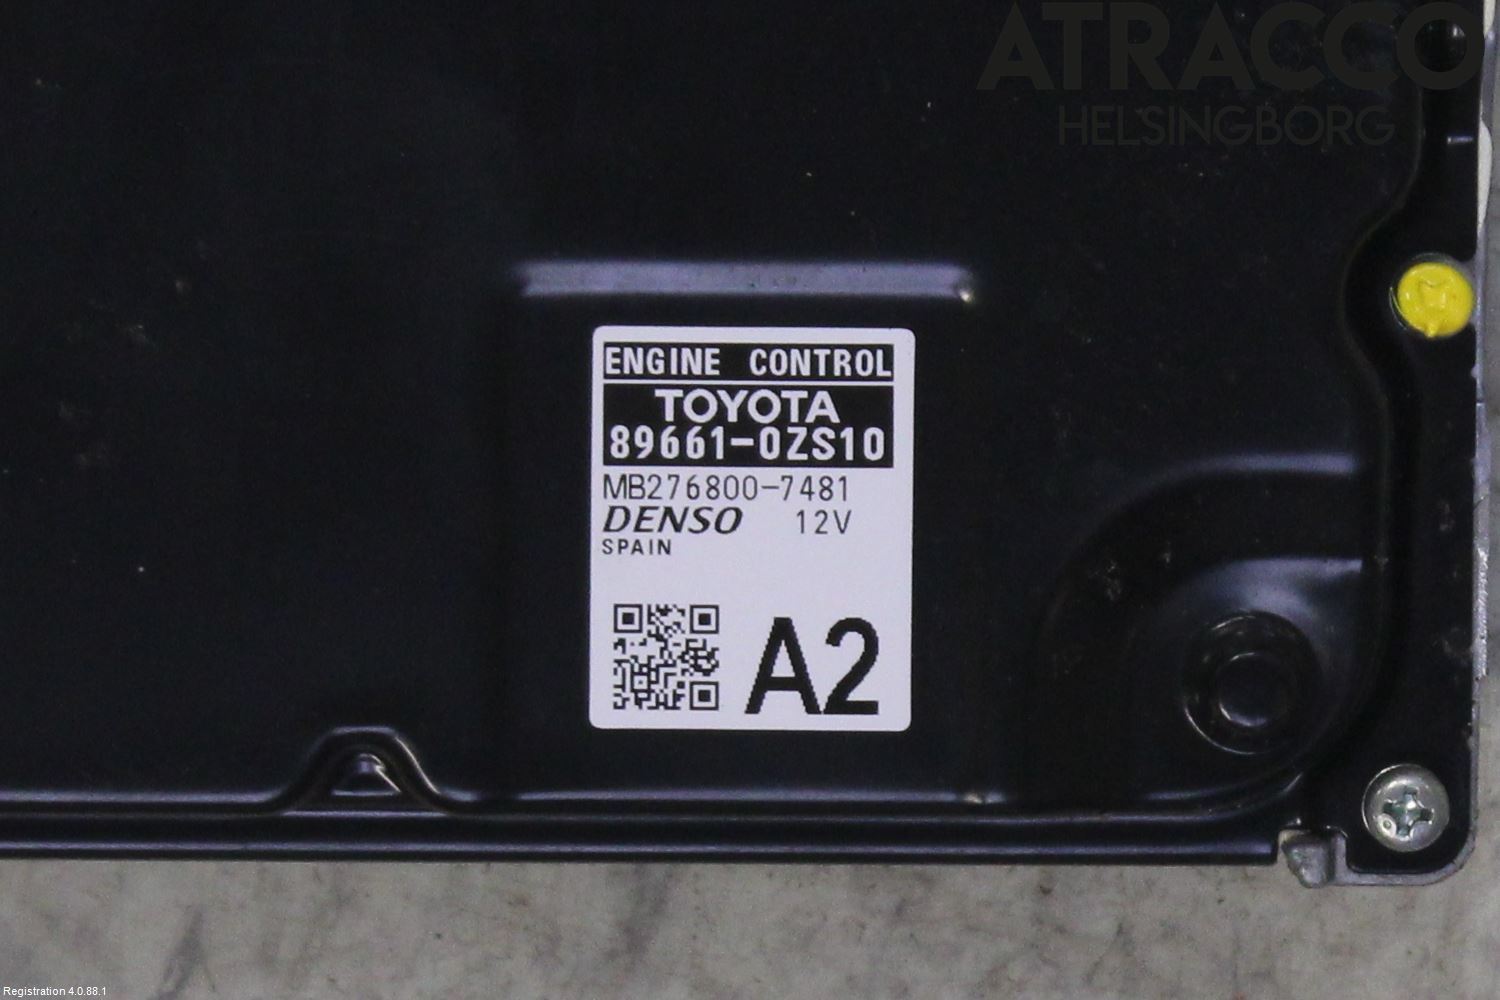 ATRACCO
HELSINGBORG
ENGINE CONTROL
TOYOTA
89661-0ZS10
MB276800-7481
DENSO 12V
SPAIN
A2
Registration 4.0.88.1